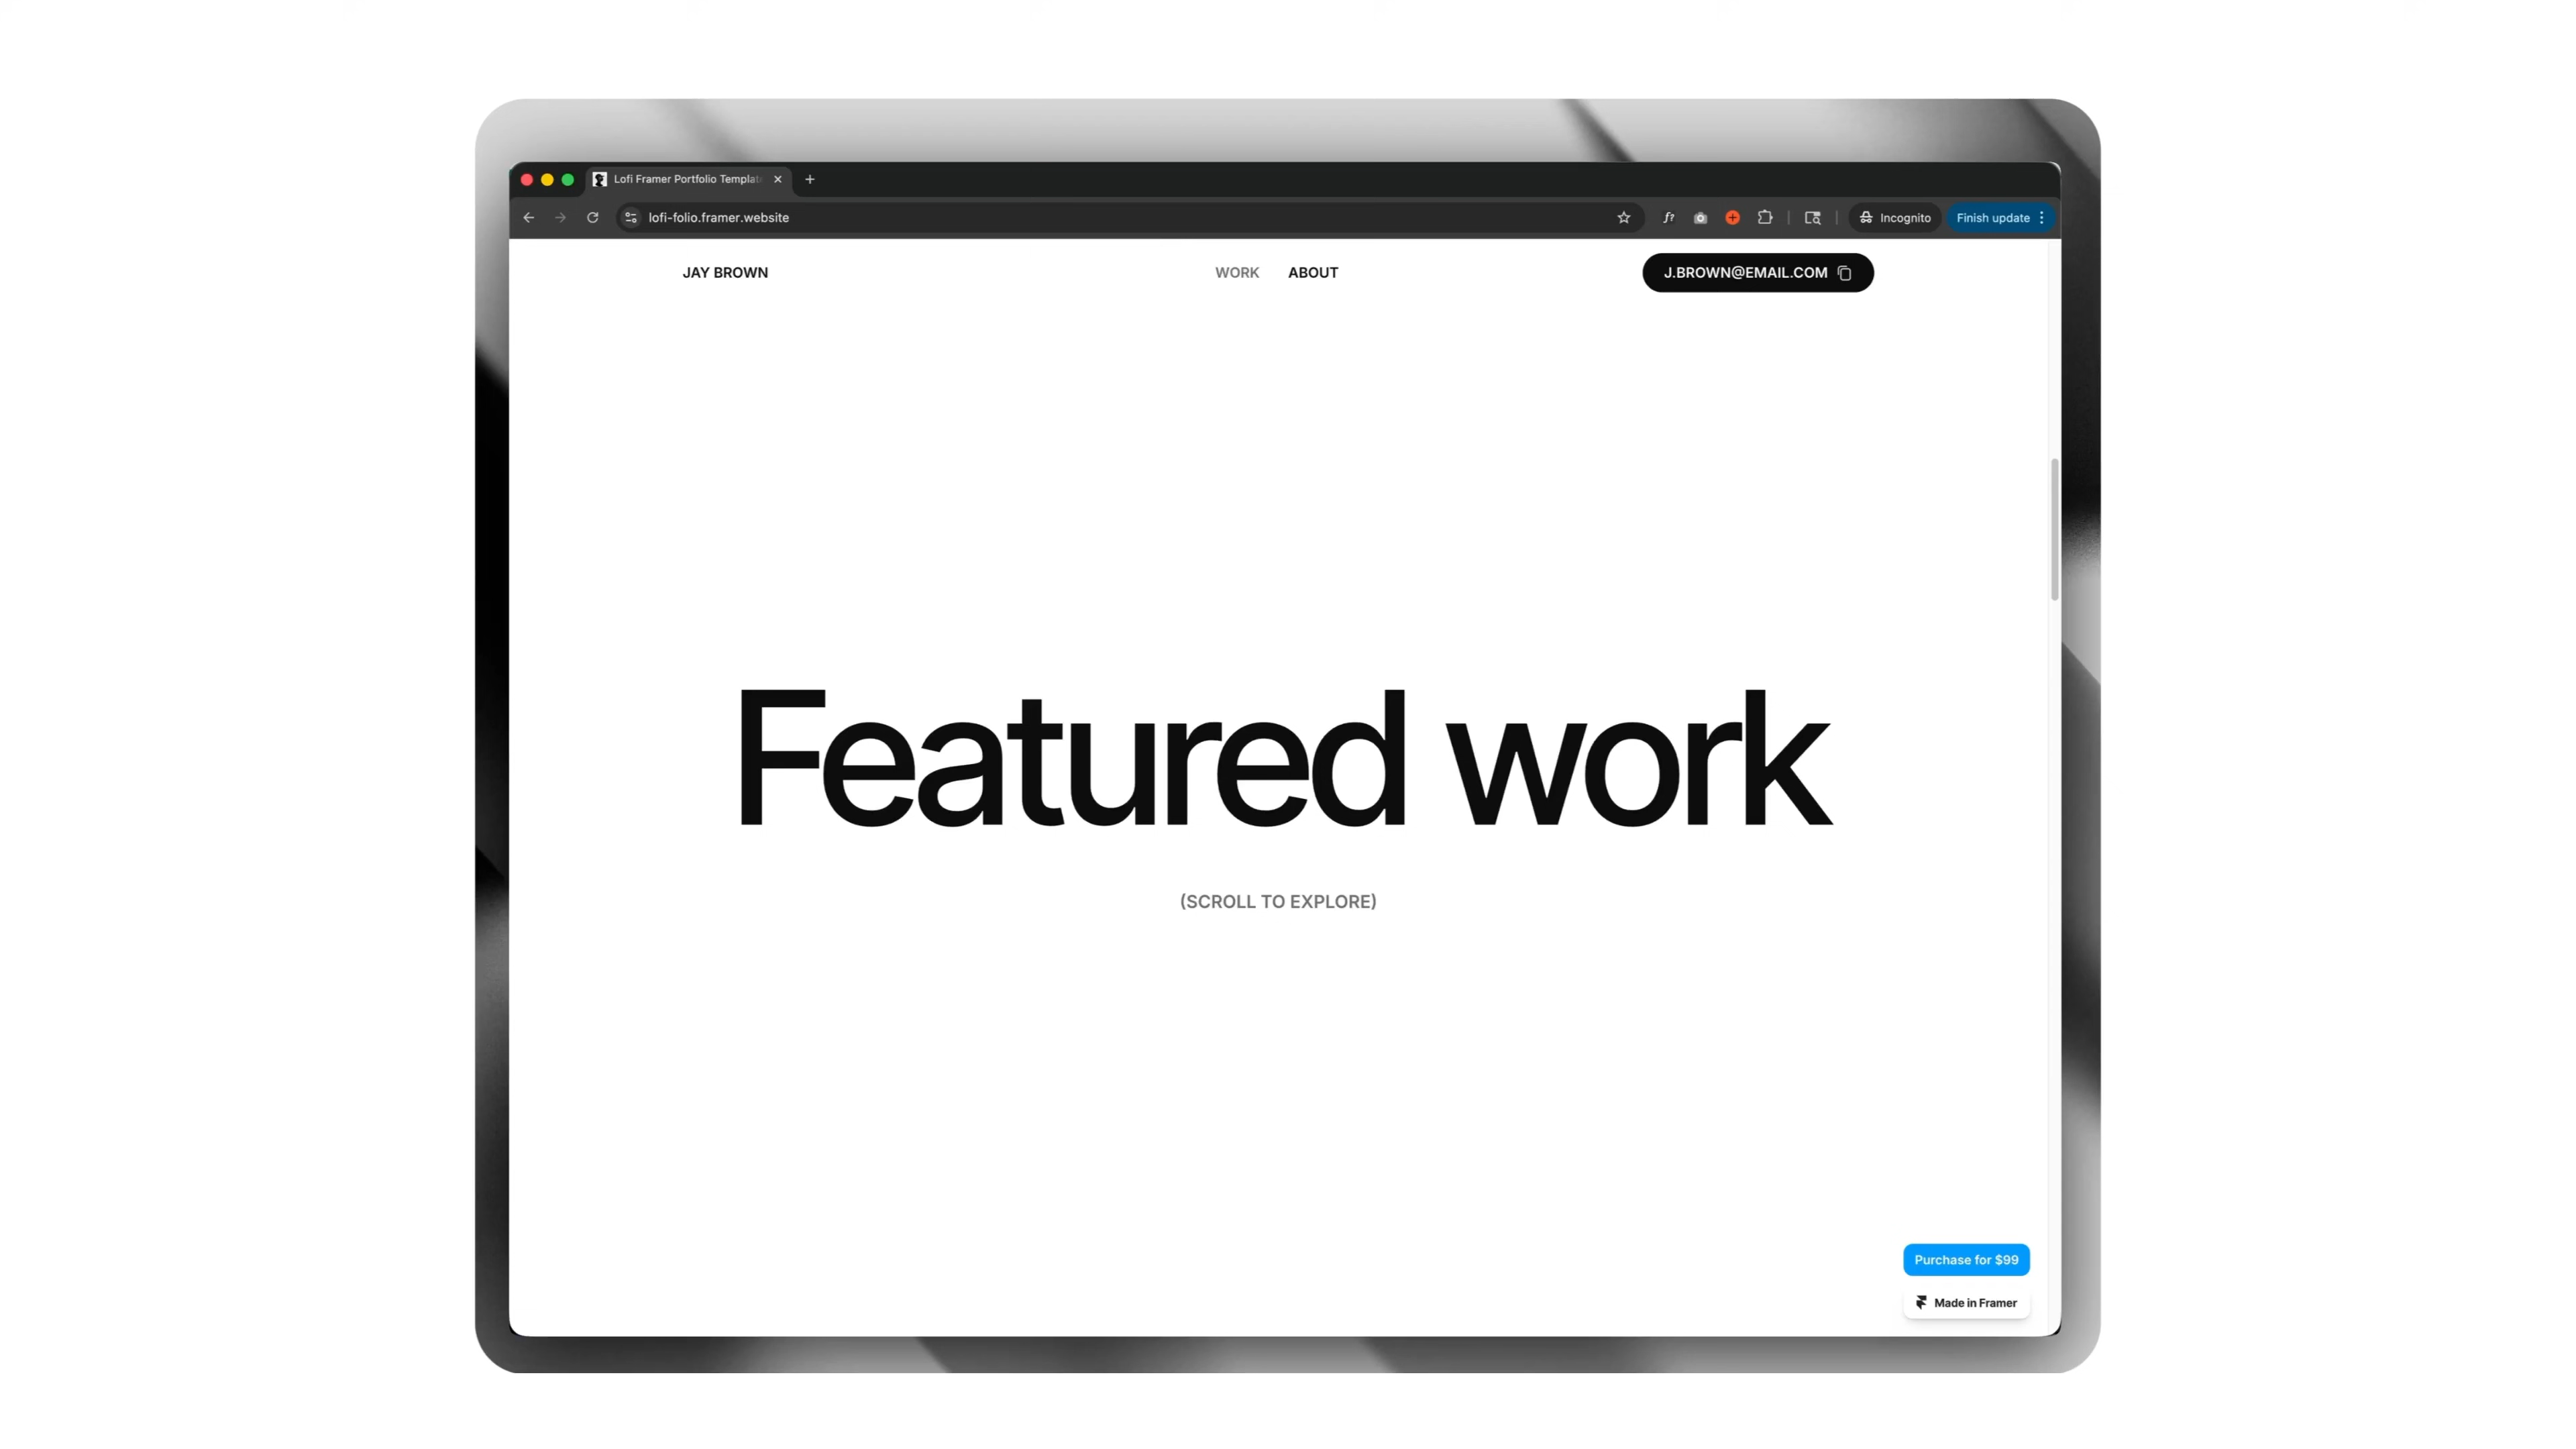 Lofi Framer Portfolio Templat
lofi-folio.framer.website
Incognito
Finish update
JAY BROWN
WORK
ABOUT
J.BROWN@EMAIL.COM
Featured work
(SCROLL TO EXPLORE)
Purchase for $99
Made in Framer